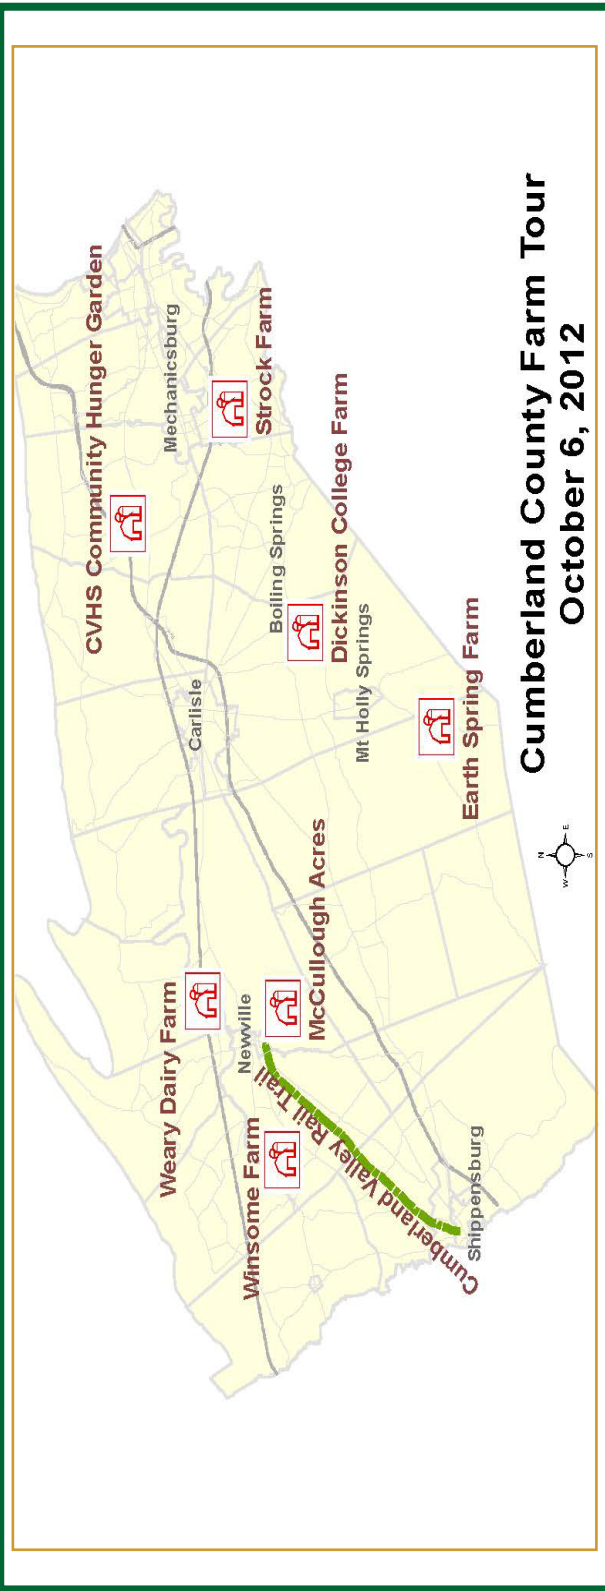 CVHS Community Hunger Garden
Mechanicsburg
Strock Farm
Weary Dairy Farm
Carlisle
Boiling Springs
Dickinson College Farm
Newville
Winsome Farm
McCullough Acres
Mt Holly Springs
Cumberland Valley Rail Trail
Earth Spring Farm
Shippensburg
N
W
E
S
Cumberland County Farm Tour
October 6, 2012